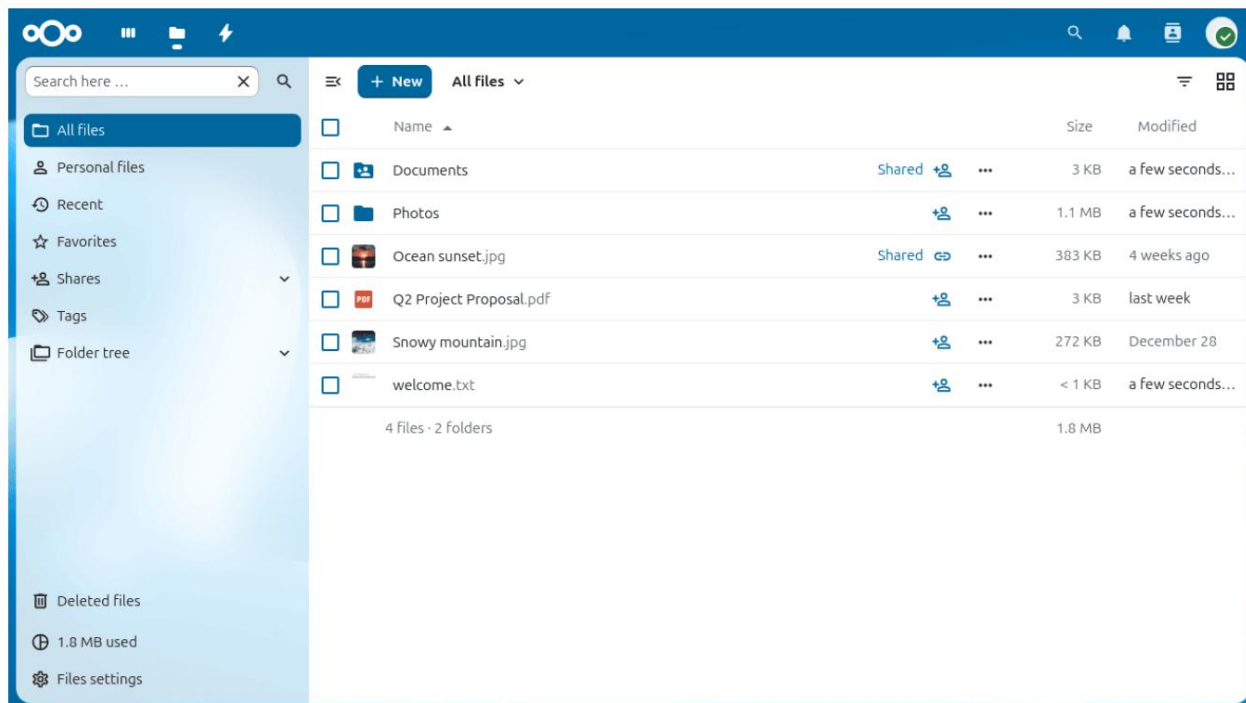 Search here ...
All files
Personal files
Recent
Favorites
Shares
Tags
Folder tree
Deleted files
1.8 MB used
Files settings
+ New All files
Name Size Modified
Documents Shared 3 KB a few seconds...
Photos 1.1 MB a few seconds...
Ocean sunset.jpg Shared 383 KB 4 weeks ago
PDF Q2 Project Proposal.pdf 3 KB last week
Snowy mountain.jpg 272 KB December 28
welcome.txt < 1 KB a few seconds...
4 files · 2 folders 1.8 MB